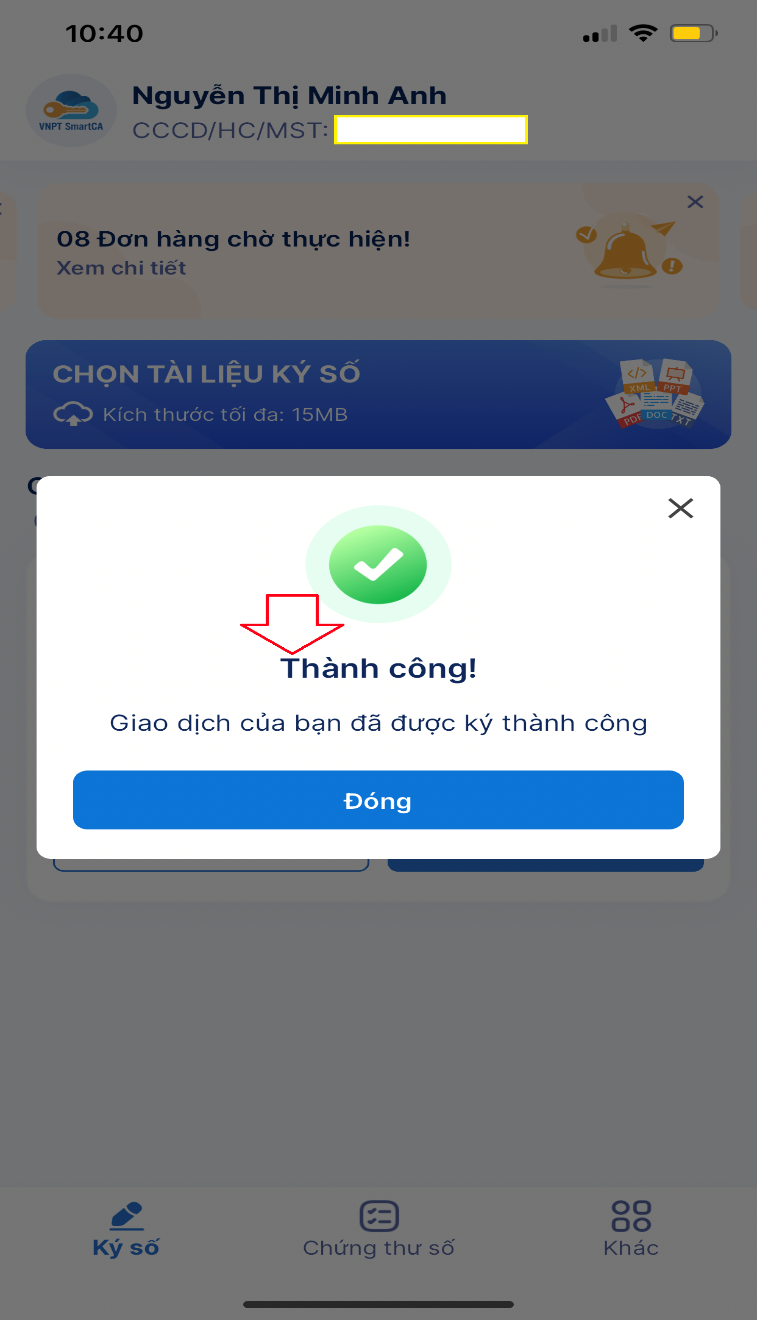 10:40
VNPT SmartCA
Nguyễn Thị Minh Anh
CCCD/HC/MST:
08 Đơn hàng chờ thực hiện!
Xem chi tiết
CHỌN TÀI LIỆU KÝ SỐ
Kích thước tối đa: 15MB
XML PPT
PDF DOC TXT
Thành công!
Giao dịch của bạn đã được ký thành công
Đóng
Ký số
Chứng thư số
Khác